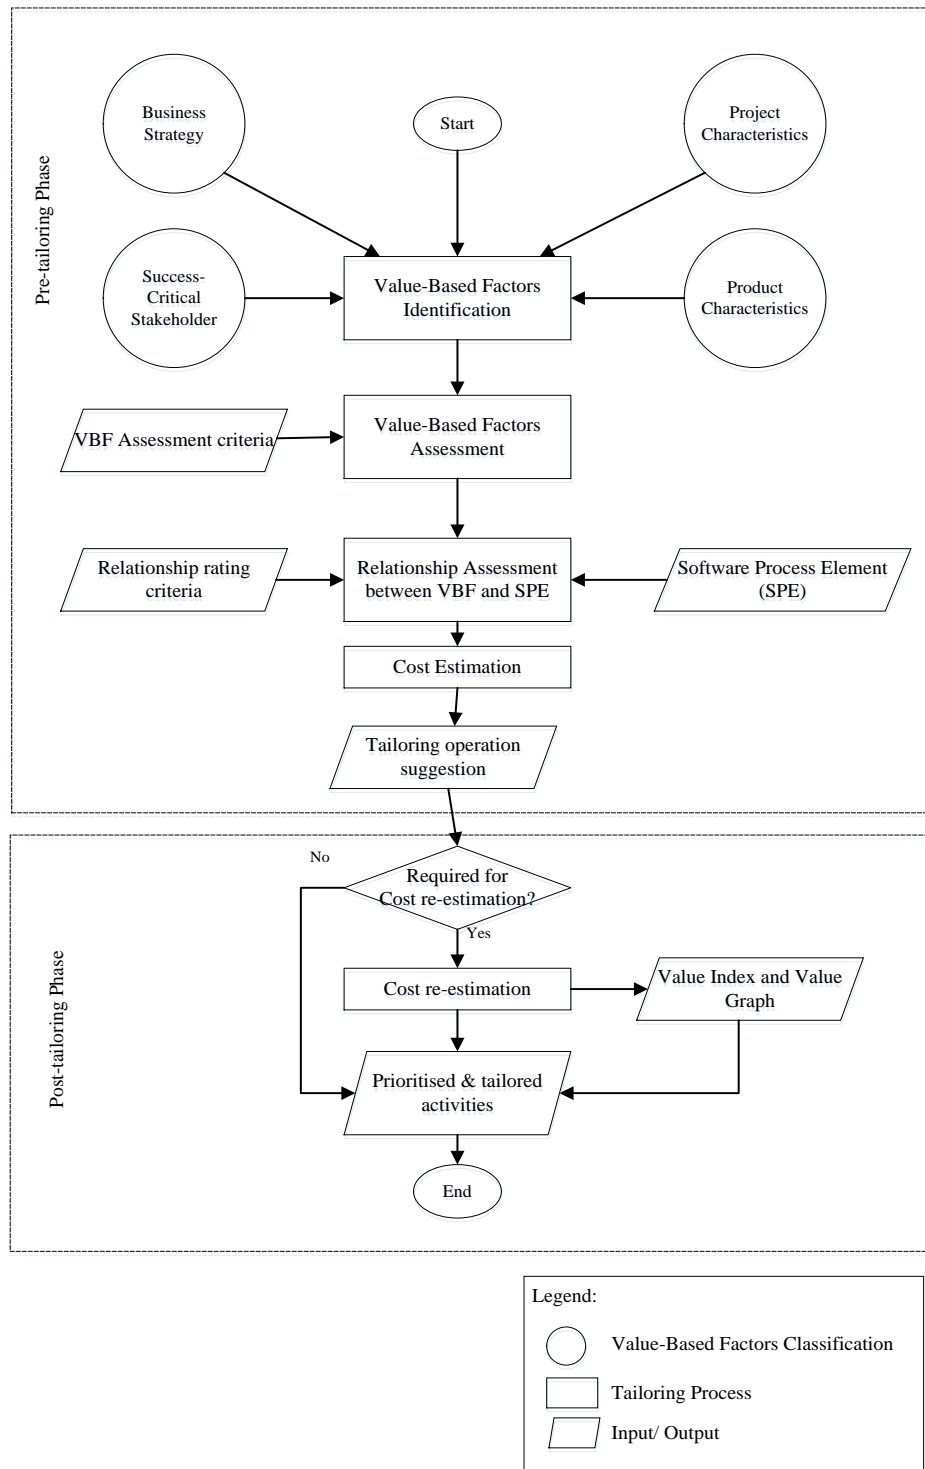 Pre-tailoring Phase
Business
Strategy
Start
Project
Characteristics
Success-
Critical
Stakeholder
Value-Based Factors
Identification
Product
Characteristics
VBF Assessment criteria
Value-Based Factors
Assessment
Relationship rating
criteria
Relationship Assessment
between VBF and SPE
Software Process Element
(SPE)
Cost Estimation
Tailoring operation
suggestion
Post-tailoring Phase
No
Required for
Cost re-estimation?
Yes
Cost re-estimation
Value Index and Value
Graph
Prioritised & tailored
activities
End
Legend:
Value-Based Factors Classification
Tailoring Process
Input/ Output